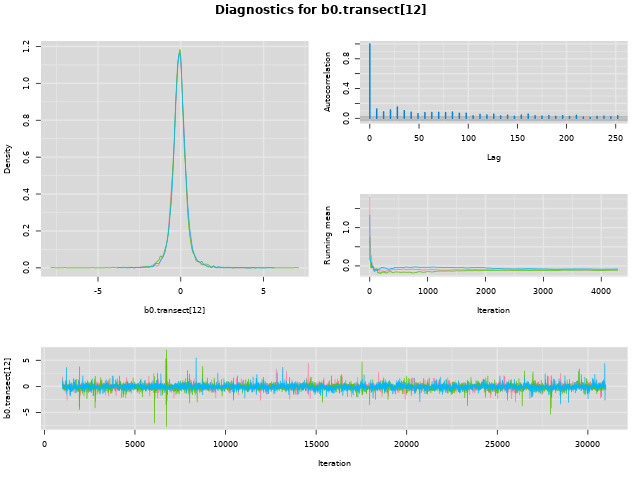 Diagnostics for b0.transect[12]
Density
0.0 0.2 0.4 0.6 0.8 1.0 1.2
-5 0 5
b0.transect[12]
Autocorrelation
0.0 0.4 0.8
0 50 100 150 200 250
Lag
Running mean
0.0 1.0
0 1000 2000 3000 4000
Iteration
b0.transect[12]
-5 0 5
0 5000 10000 15000 20000 25000 30000
Iteration